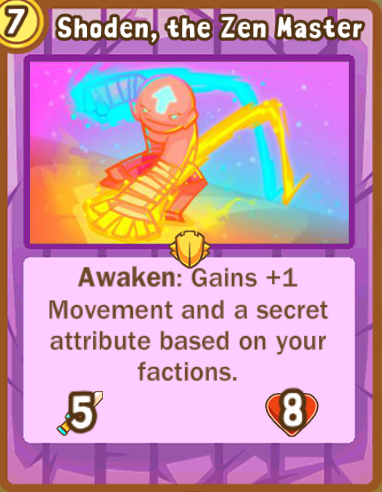 7
Shoden, the Zen Master
Awaken: Gains +1
Movement and a secret
attribute based on your
factions.
5
8